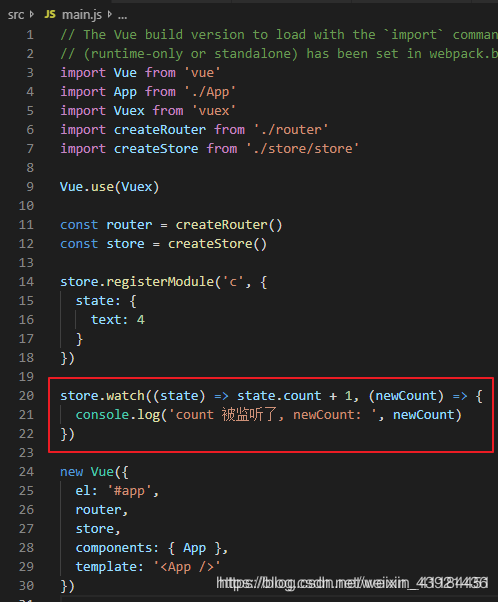 src > JS main.js > ...
1 // The Vue build version to load with the `import` comman
2 // (runtime-only or standalone) has been set in webpack.b
3 import Vue from 'vue'
4 import App from './App'
5 import Vuex from 'vuex'
6 import createRouter from './router'
7 import createStore from './store/store'
8
9 Vue.use(Vuex)
10
11 const router = createRouter()
12 const store = createStore()
13
14 store.registerModule('c', {
15 state: {
16 text: 4
17 }
18 })
19
20 store.watch((state) => state.count + 1, (newCount) => {
21 console.log('count 被监听了, newCount: ', newCount)
22 })
23
24 new Vue({
25 el: '#app',
26 router,
27 store,
28 components: { App },
29 template: '<App />'
30 })